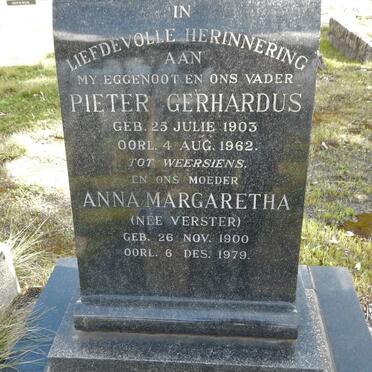 IN
LIEFDEVOLLE HERINNERING
AAN
MY EGGENOOT EN ONS VADER
PIETER GERHARDUS
GEB. 25 JULIE 1903
OORL. 4 AUG. 1962.
TOT WEERSIENS.
EN ONS MOEDER
ANNA MARGARETHA
(NEE VERSTER)
GEB. 26 NOV. 1900
OORL. 6 DES. 1979.